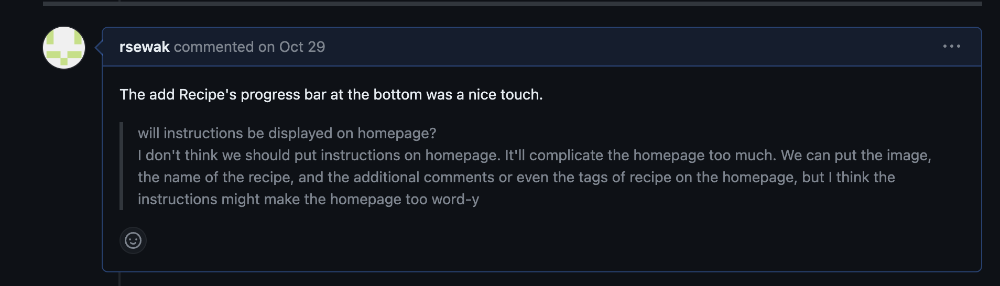 rsewak commented on Oct 29
The add Recipe's progress bar at the bottom was a nice touch.
will instructions be displayed on homepage?
I don't think we should put instructions on homepage. It'll complicate the homepage too much. We can put the image,
the name of the recipe, and the additional comments or even the tags of recipe on the homepage, but I think the
instructions might make the homepage too word-y